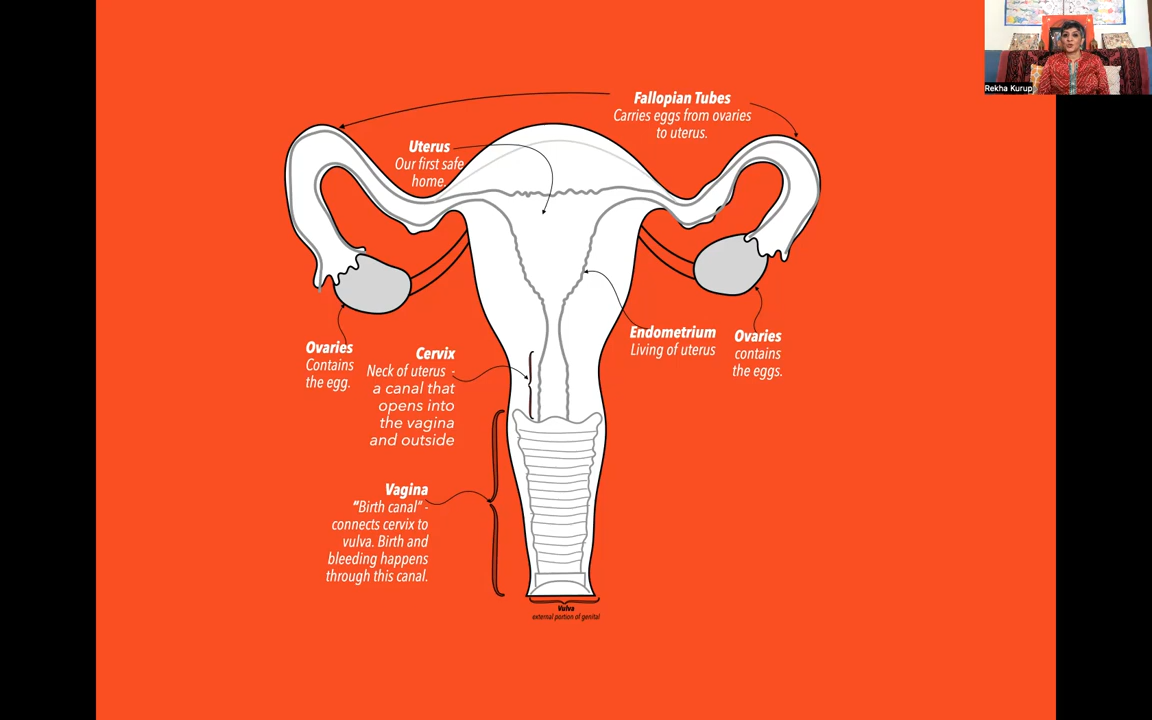 Rekha Kurup
Fallopian Tubes
Carries eggs from ovaries
to uterus.
Uterus
Our first safe
home.
Endometrium
Living of uterus
Ovaries
contains
the eggs.
Ovaries
Contains
the egg.
Cervix
Neck of uterus -
a canal that
opens into
the vagina
and outside
Vagina
"Birth canal" -
connects cervix to
vulva. Birth and
bleeding happens
through this canal.
Vulva
external portion of genital